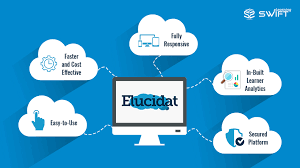 SWIFT
Fully
Responsive
Faster
and Cost
Effective
In-Built
Learner
Analytics
Elucidat
Easy-to-Use
Secured
Platform